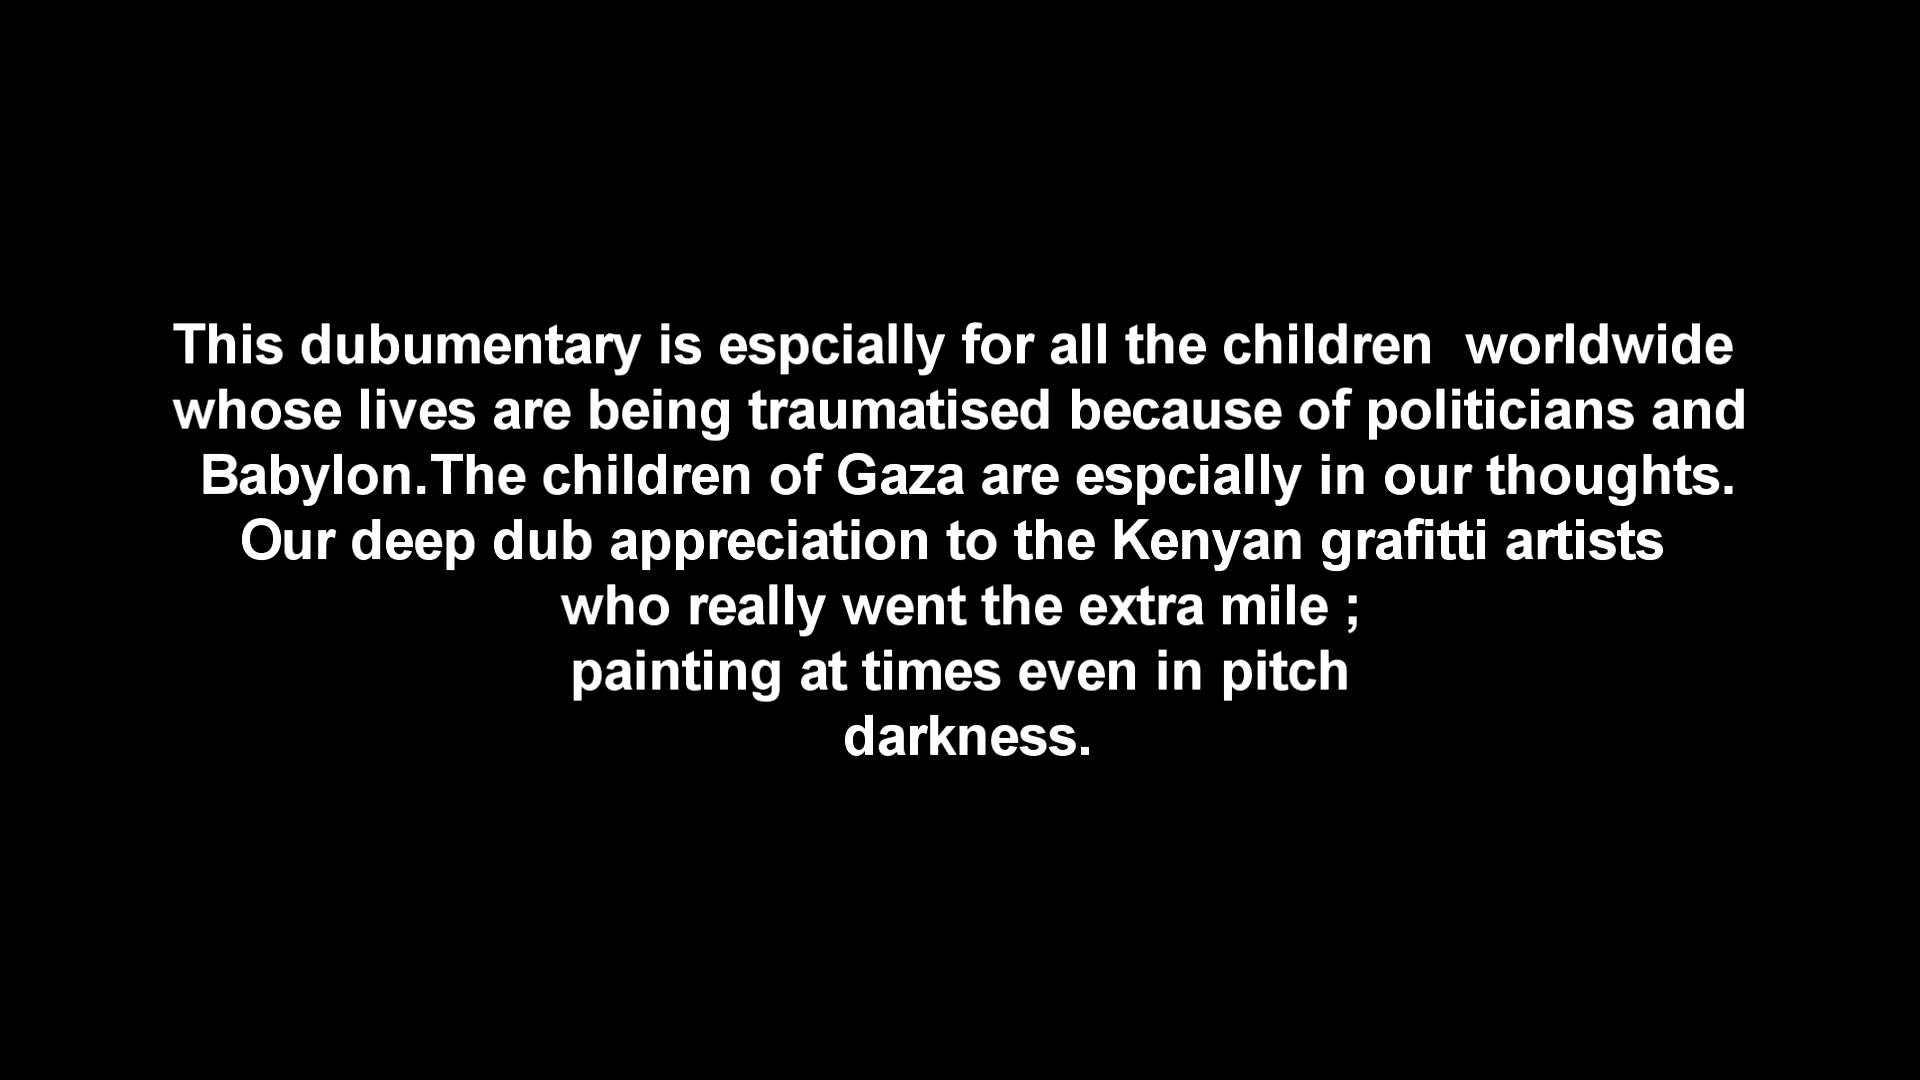 This dubumentary is espcially for all the children  worldwide
whose lives are being traumatised because of politicians and
Babylon.The children of Gaza are espcially in our thoughts.
Our deep dub appreciation to the Kenyan grafitti artists
who really went the extra mile ;
painting at times even in pitch
darkness.